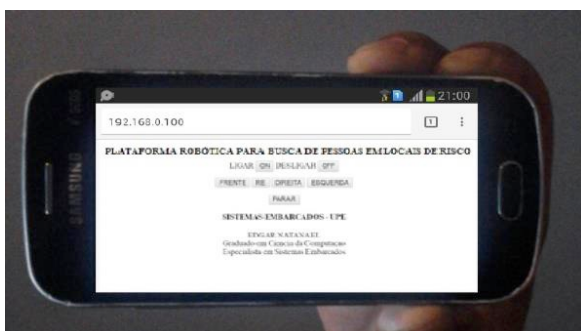 SAMSUNG
21:00
192.168.0.100
PLATAFORMA ROBOTICA PARA BUSCA DE PESSOAS EM LOCAIS DE RISCO
LIGAR ON DESLIGAR OFF
FRENTE RE DIREITA ESQUERDA
PARAR
SISTEMAS EMBARCADOS - UPE
EDGAR NATANAEL
Graduado em Ciencia da Computacao
Especialista em Sistemas Embarcados